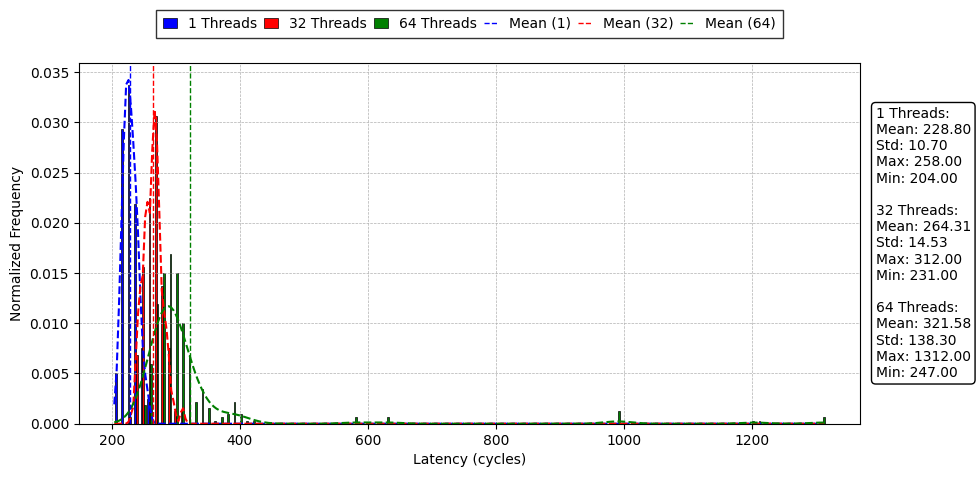 1 Threads 32 Threads 64 Threads Mean (1) Mean (32) Mean (64)
0.035
0.030
0.025
0.020
0.015
0.010
0.005
0.000
Normalized Frequency
200 400 600 800 1000 1200
Latency (cycles)
1 Threads:
Mean: 228.80
Std: 10.70
Max: 258.00
Min: 204.00
32 Threads:
Mean: 264.31
Std: 14.53
Max: 312.00
Min: 231.00
64 Threads:
Mean: 321.58
Std: 138.30
Max: 1312.00
Min: 247.00